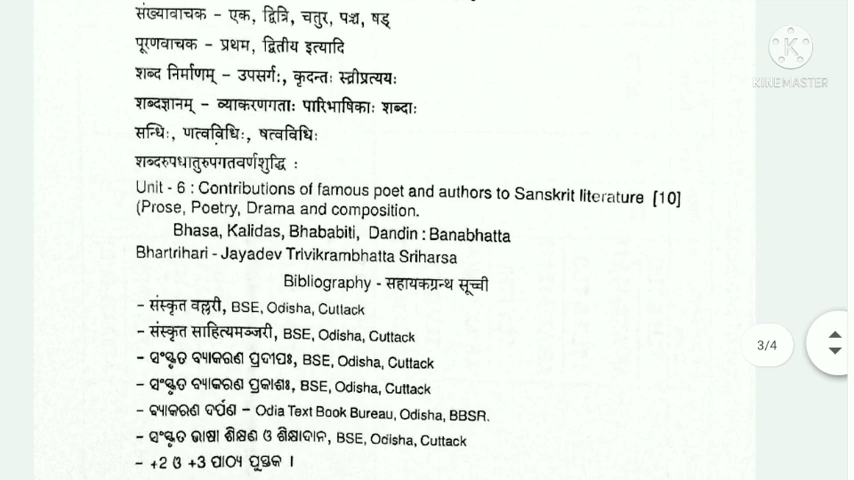 संख्यावाचक – एक, द्वित्रि, चतुर, पञ्च, षड्
पूरणवाचक – प्रथम, द्वितीय इत्यादि
शब्द निर्माणम् – उपसर्गः, कृदन्तः स्त्रीप्रत्ययः
शब्दज्ञानम् – व्याकरणगताः पारिभाषिकाः शब्दाः
सन्धिः, णत्वविधिः, षत्वविधिः
शब्दरुपधातुरुपगतवर्णशुद्धि :
Unit - 6 : Contributions of famous poet and authors to Sanskrit literature [10]
(Prose, Poetry, Drama and composition.
Bhasa, Kalidas, Bhababiti, Dandin : Banabhatta
Bhartrihari - Jayadev Trivikrambhatta Sriharsa
Bibliography - सहायकग्रन्थ सूच्ची
– संस्कृत वल्लरी, BSE, Odisha, Cuttack
– संस्कृत साहित्यमञ्जरी, BSE, Odisha, Cuttack
– ସଂସ୍କୃତ ବ୍ୟାକରଣ ପ୍ରଦୀପଃ, BSE, Odisha, Cuttack
– ସଂସ୍କୃତ ବ୍ୟାକରଣ ପ୍ରକାଶଃ, BSE, Odisha, Cuttack
– ବ୍ୟାକରଣ ଦର୍ପଣ – Odia Text Book Bureau, Odisha, BBSR.
– ସଂସ୍କୃତ ଭାଷା ଶିକ୍ଷଣ ଓ ଶିକ୍ଷାଦାନ, BSE, Odisha, Cuttack
– +2 ଓ +3 ପାଠ୍ୟ ପୁସ୍ତକ ।
K
KINEMASTER
3/4